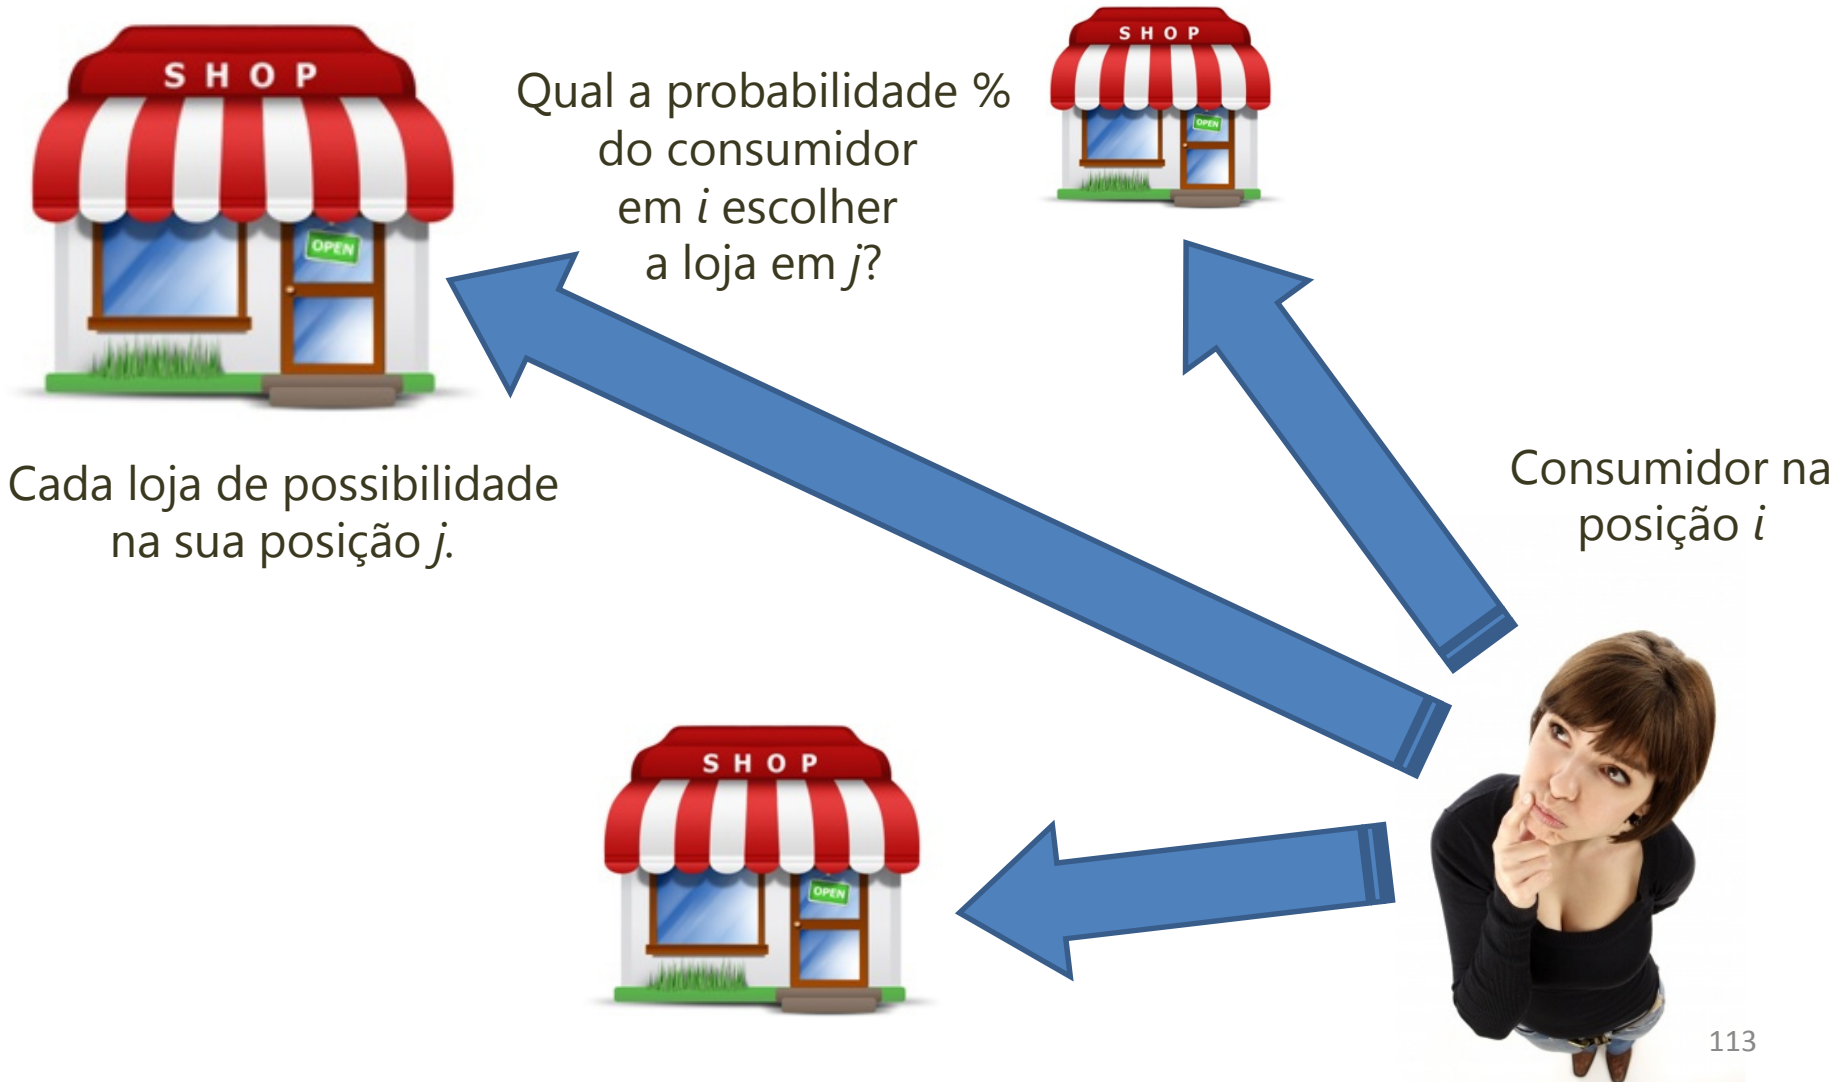 SHOP
OPEN
Qual a probabilidade %
do consumidor
em i escolher
a loja em j?
SHOP
OPEN
Cada loja de possibilidade
na sua posição j.
Consumidor na
posição i
SHOP
OPEN
113